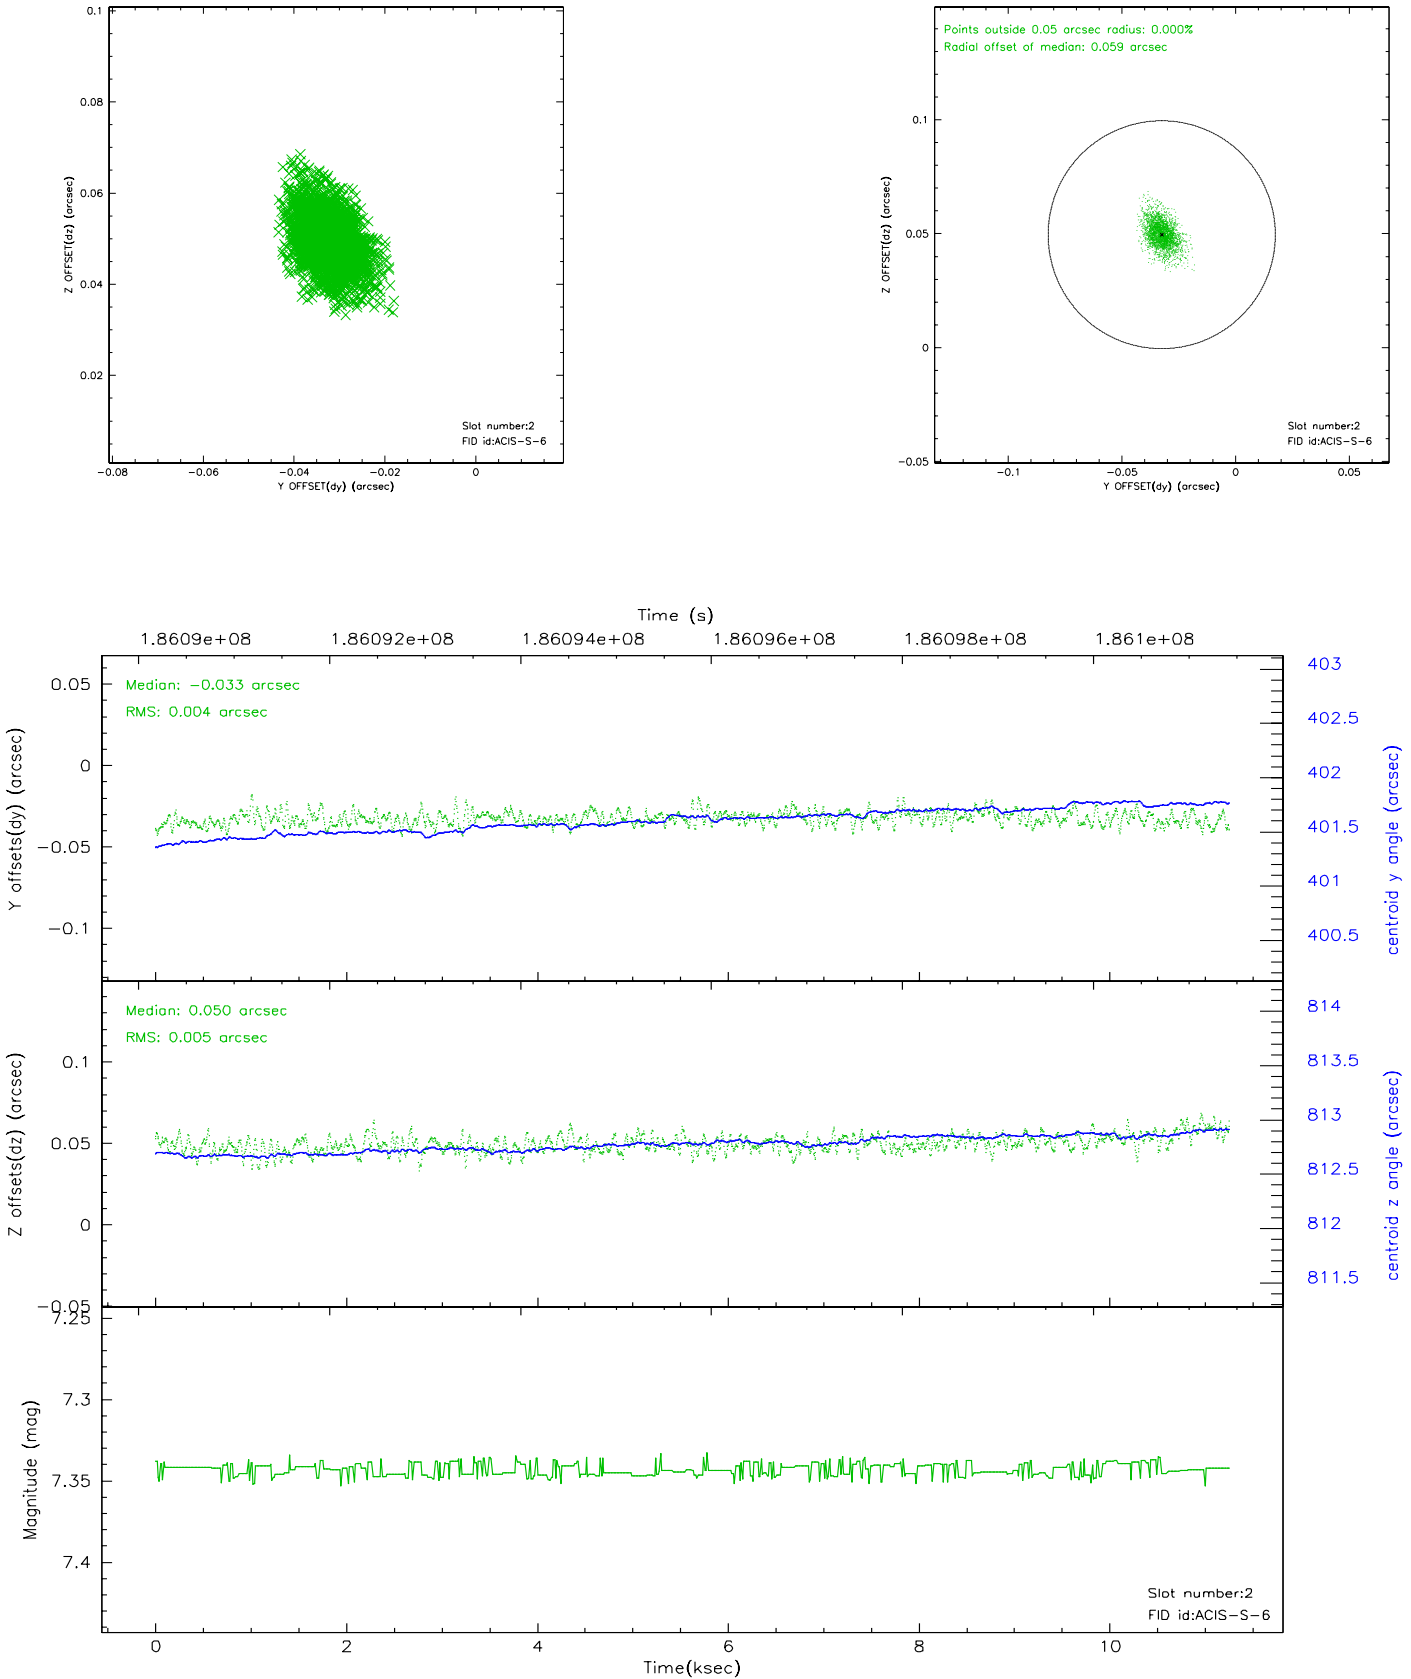 0.1
0.08
0.06
0.04
0.02
Z OFFSET(dz) (arcsec)
Slot number:2
FID id:ACIS-S-6
-0.08 -0.06 -0.04 -0.02 0
Y OFFSET(dy) (arcsec)
Points outside 0.05 arcsec radius: 0.000%
Radial offset of median: 0.059 arcsec
0.1
0.05
0
-0.05
Z OFFSET(dz) (arcsec)
Slot number:2
FID id:ACIS-S-6
-0.1 -0.05 0 0.05
Y OFFSET(dy) (arcsec)
Time (s)
1.8609e+08 1.86092e+08 1.86094e+08 1.86096e+08 1.86098e+08 1.861e+08
Median: -0.033 arcsec
RMS: 0.004 arcsec
0.05
0
-0.05
-0.1
Y offsets(dy) (arcsec)
403
402.5
402
401.5
401
400.5
centroid y angle (arcsec)
Median: 0.050 arcsec
RMS: 0.005 arcsec
0.1
0.05
0
-0.05
Z offsets(dz) (arcsec)
814
813.5
813
812.5
812
811.5
centroid z angle (arcsec)
7.25
7.3
7.35
7.4
Magnitude (mag)
Slot number:2
FID id:ACIS-S-6
0 2 4 6 8 10
Time(ksec)